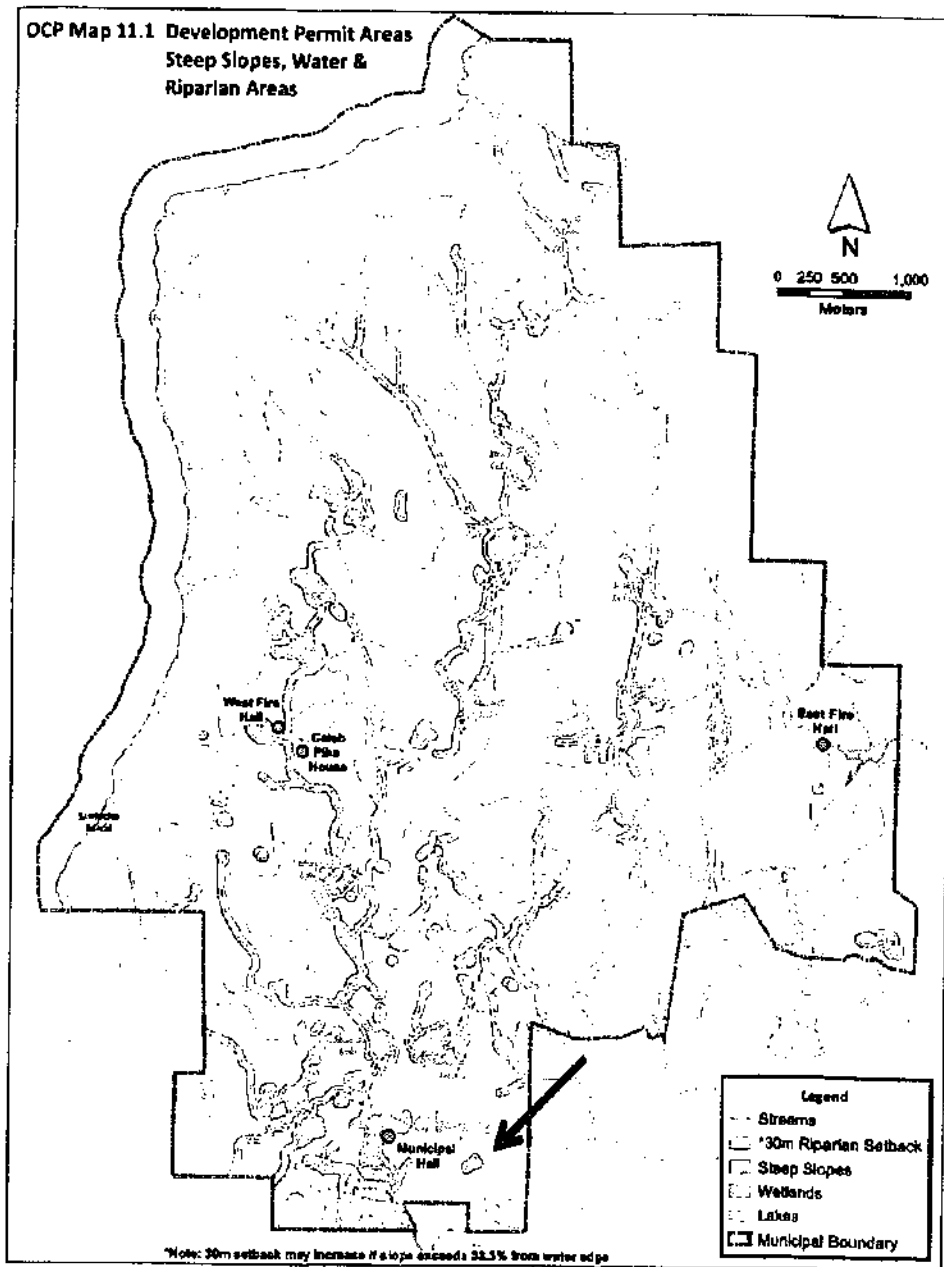 OCP Map 11.1 Development Permit Areas
Steep Slopes, Water &
Riparian Areas
N
0 250 500 1,000
Meters
West Fire
Hall
Caleb
Pike
House
East Fire
Hall
Municipal
Hall
Legend
Streams
*30m Riparian Setback
Steep Slopes
Wetlands
Lakes
Municipal Boundary
*Note: 30m setback may increase if slope exceeds 33.3% from water edge